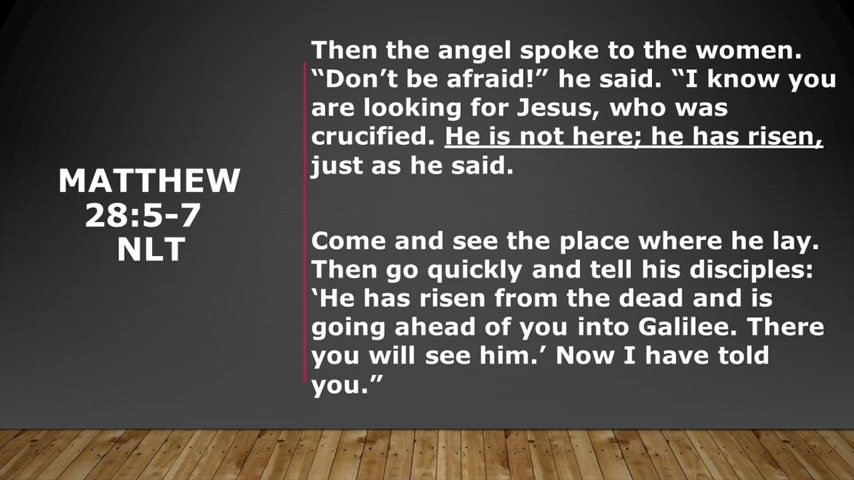 MATTHEW
28:5-7
NLT
Then the angel spoke to the women.
“Don’t be afraid!” he said. “I know you
are looking for Jesus, who was
crucified. He is not here; he has risen,
just as he said.
Come and see the place where he lay.
Then go quickly and tell his disciples:
‘He has risen from the dead and is
going ahead of you into Galilee. There
you will see him.’ Now I have told
you.”